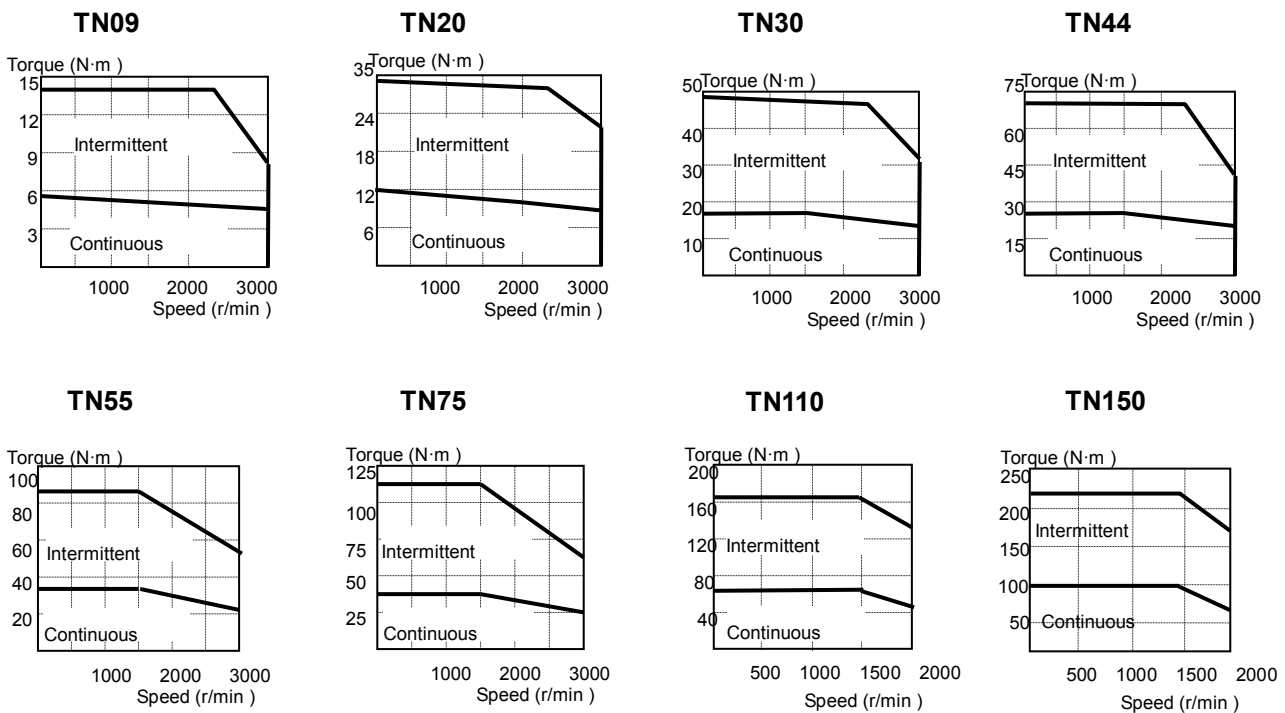 TN09
Torque (N·m )
15
12
9
6
3
Intermittent
Continuous
1000 2000 3000
Speed (r/min )
TN20
Torque (N·m )
35
24
18
12
6
Intermittent
Continuous
1000 2000 3000
Speed (r/min )
TN30
Torque (N·m )
50
40
30
20
10
Intermittent
Continuous
1000 2000 3000
Speed (r/min )
TN44
Torque (N·m )
75
60
45
30
15
Intermittent
Continuous
1000 2000 3000
Speed (r/min )
TN55
Torque (N·m )
100
80
60
40
20
Intermittent
Continuous
1000 2000 3000
Speed (r/min )
TN75
Torque (N·m )
125
100
75
50
25
Intermittent
Continuous
1000 2000 3000
Speed (r/min )
TN110
Torque (N·m )
200
160
120
80
40
Intermittent
Continuous
500 1000 1500 2000
Speed (r/min )
TN150
Torque (N·m )
250
200
150
100
50
Intermittent
Continuous
500 1000 1500 2000
Speed (r/min )